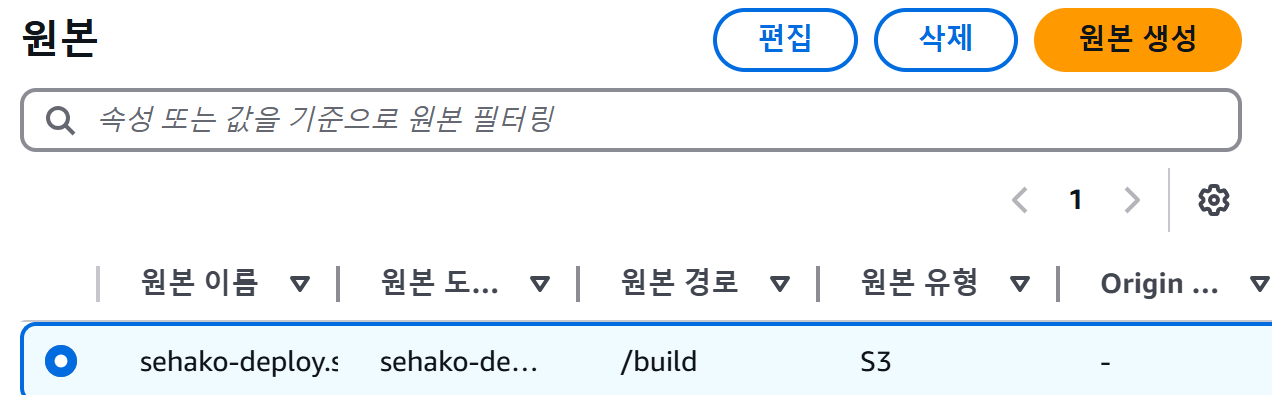 원본 편집 삭제 원본 생성
속성 또는 값을 기준으로 원본 필터링
1
원본 이름 원본 도... 원본 경로 원본 유형 Origin ...
sehako-deploy.s sehako-de... /build S3 -